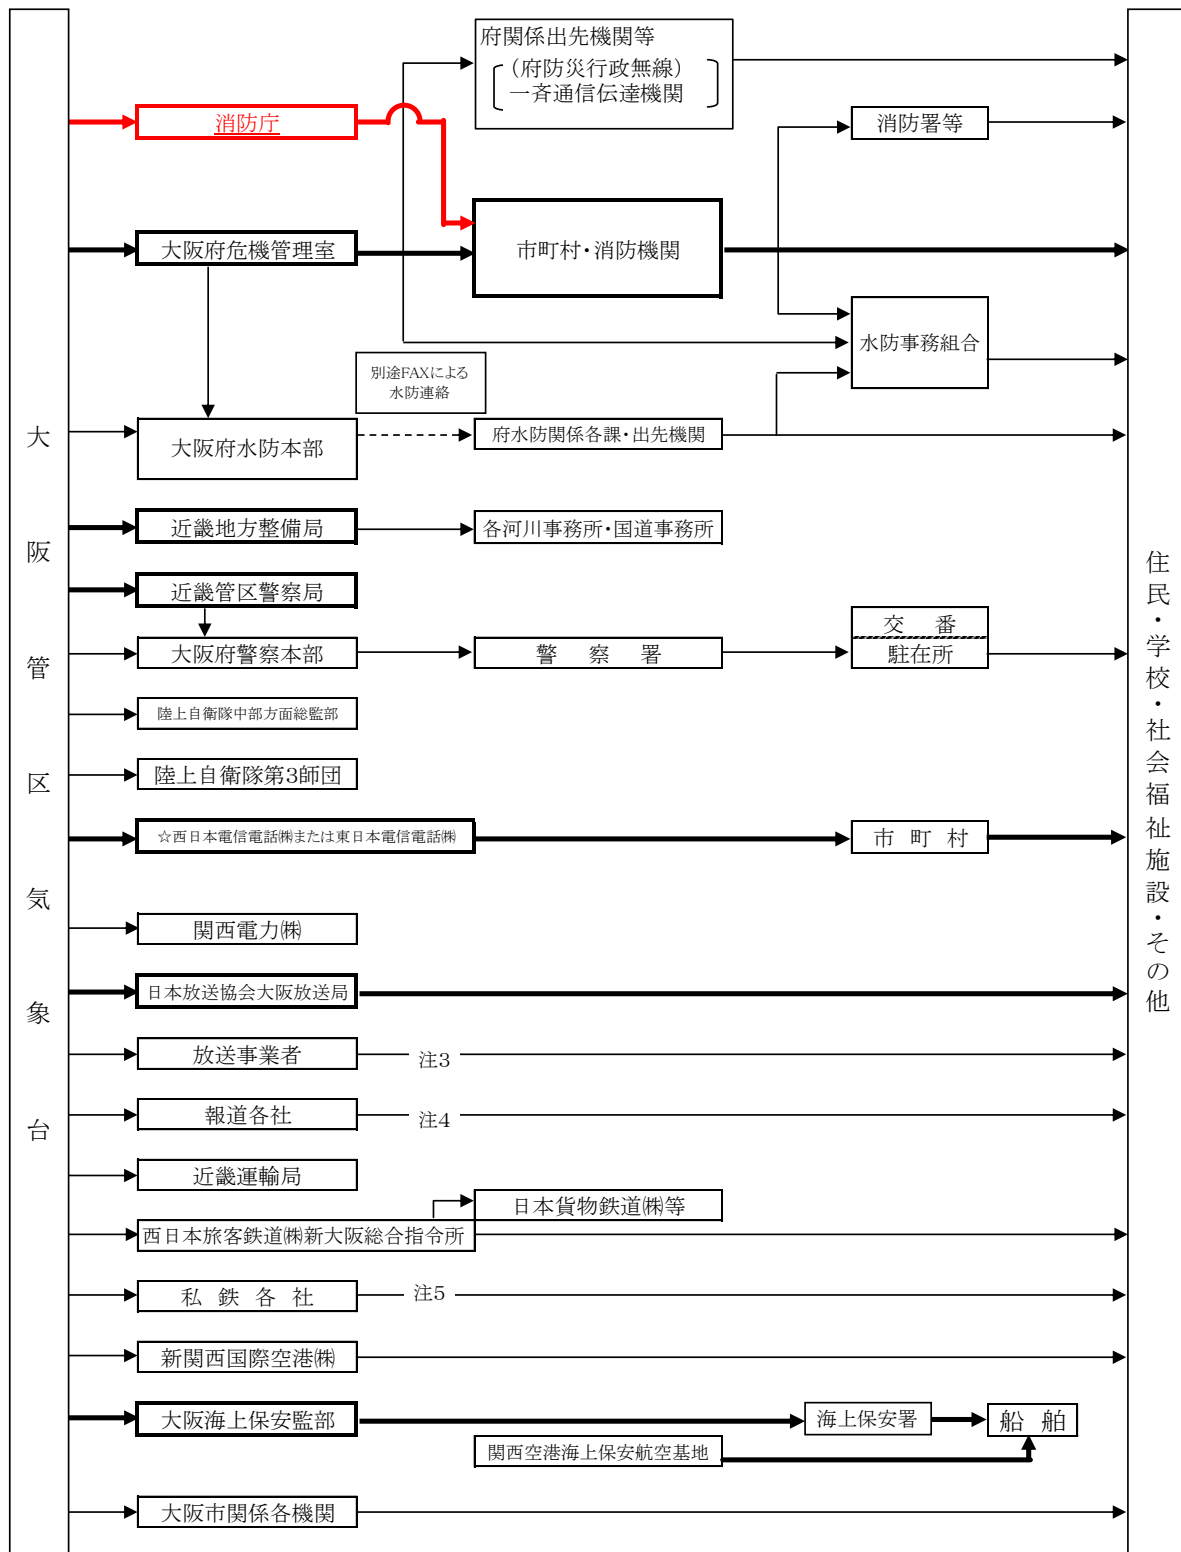 大阪管区気象台
府関係出先機関等
（府防災行政無線）
一斉通信伝達機関
消防庁
消防署等
大阪府危機管理室
市町村・消防機関
水防事務組合
別途FAXによる
水防連絡
大阪府水防本部
府水防関係各課・出先機関
近畿地方整備局
各河川事務所・国道事務所
近畿管区警察局
大阪府警察本部
警察署
交番
駐在所
陸上自衛隊中部方面総監部
陸上自衛隊第3師団
☆西日本電信電話㈱または東日本電信電話㈱
市町村
関西電力㈱
日本放送協会大阪放送局
放送事業者
注3
報道各社
注4
近畿運輸局
日本貨物鉄道㈱等
西日本旅客鉄道㈱新大阪総合指令所
私鉄各社
注5
新関西国際空港㈱
大阪海上保安監部
海上保安署
船舶
関西空港海上保安航空基地
大阪市関係各機関
住民・学校・社会福祉施設・その他